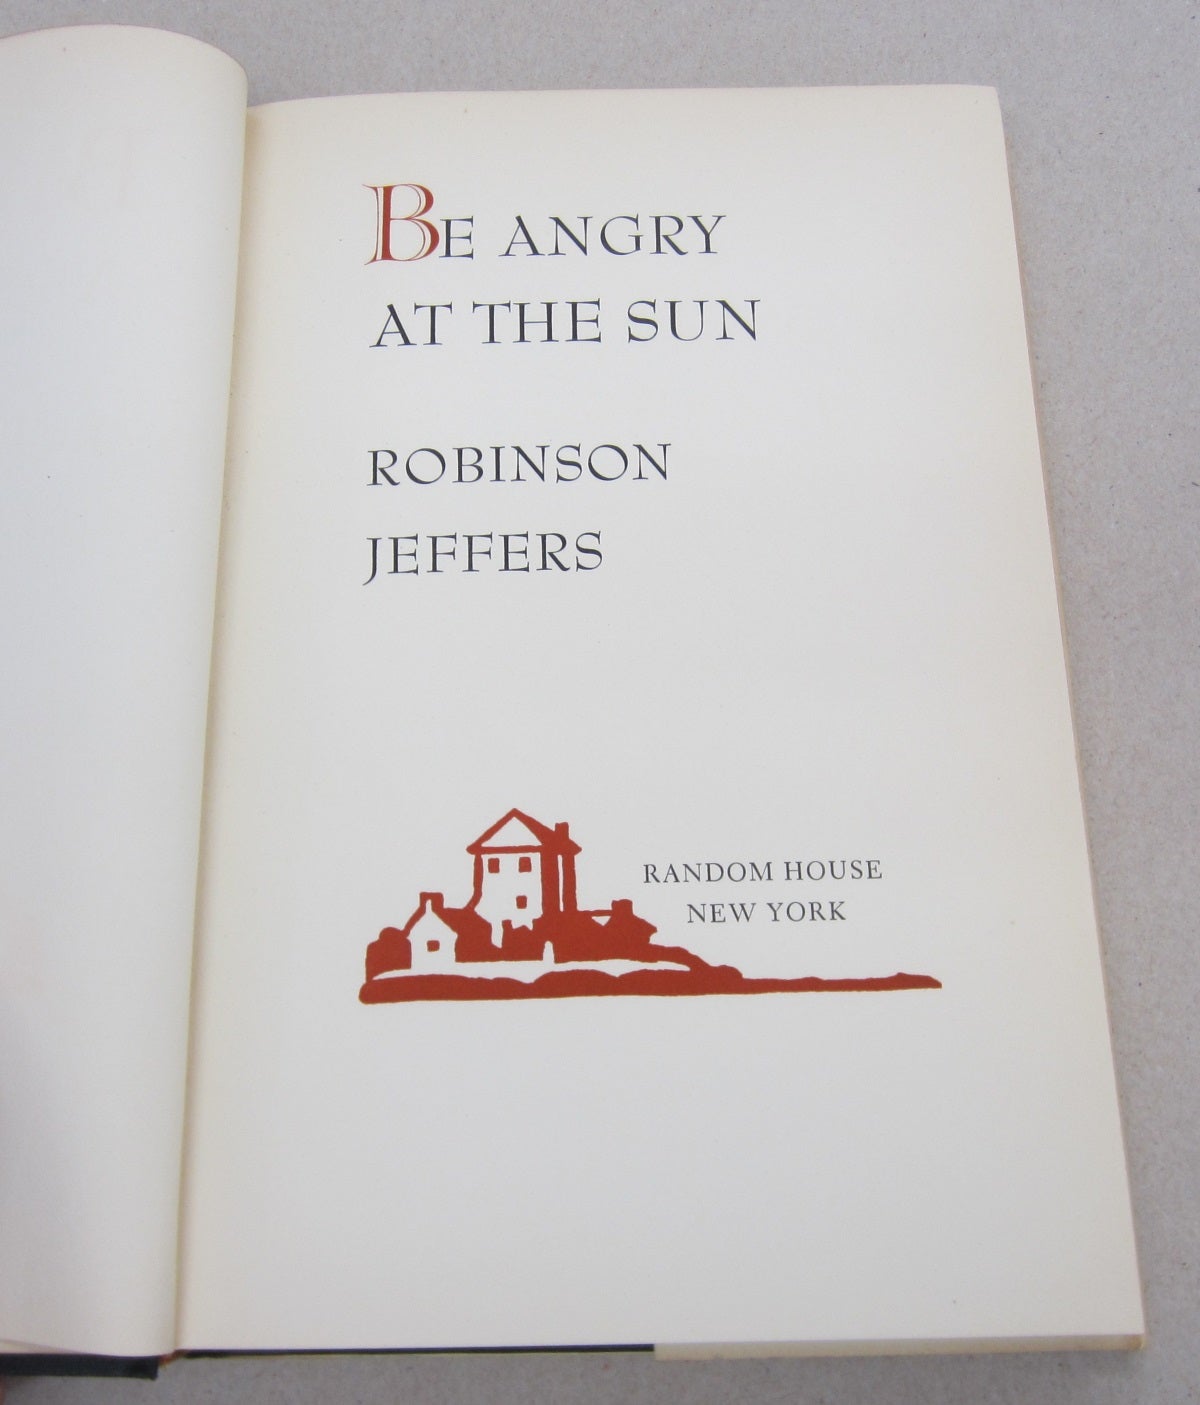 BE ANGRY
AT THE SUN
ROBINSON
JEFFERS
RANDOM HOUSE
NEW YORK